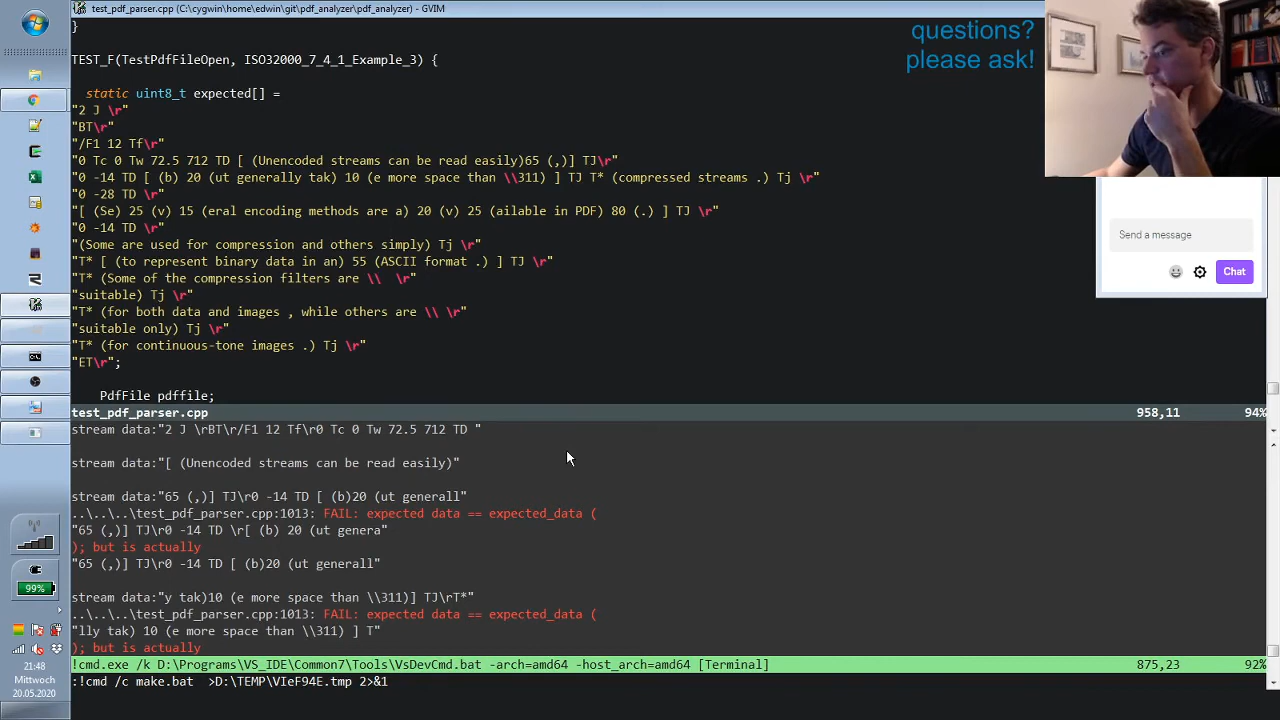 test_pdf_parser.cpp (C:\cygwin\home\edwin\git\pdf_analyzer\pdf_analyzer) - GVIM
}
TEST_F(TestPdfFileOpen, ISO32000_7_4_1_Example_3) {
static uint8_t expected[] =
"2 J \r"
"BT\r"
"/F1 12 Tf\r"
"0 Tc 0 Tw 72.5 712 TD [ (Unencoded streams can be read easily)65 (,)] TJ\r"
"0 -14 TD [ (b) 20 (ut generally tak) 10 (e more space than \\311) ] TJ T* (compressed streams .) Tj \r"
"0 -28 TD \r"
"[ (Se) 25 (v) 15 (eral encoding methods are a) 20 (v) 25 (ailable in PDF) 80 (.) ] TJ \r"
"0 -14 TD \r"
"(Some are used for compression and others simply) Tj \r"
"T* [ (to represent binary data in an) 55 (ASCII format .) ] TJ \r"
"T* (Some of the compression filters are \\  \r"
"suitable) Tj \r"
"T* (for both data and images , while others are \\ \r"
"suitable only) Tj \r"
"T* (for continuous-tone images .) Tj \r"
"ET\r";
PdfFile pdffile;
test_pdf_parser.cpp 958,11 94%
stream data:"2 J \rBT\r/F1 12 Tf\r0 Tc 0 Tw 72.5 712 TD "
stream data:"[ (Unencoded streams can be read easily)"
stream data:"65 (,)] TJ\r0 -14 TD [ (b)20 (ut generall"
..\..\..\test_pdf_parser.cpp:1013: FAIL: expected data == expected_data (
"65 (,)] TJ\r0 -14 TD \r[ (b) 20 (ut genera"
); but is actually
"65 (,)] TJ\r0 -14 TD [ (b)20 (ut generall"
stream data:"y tak)10 (e more space than \\311)] TJ\rT*"
..\..\..\test_pdf_parser.cpp:1013: FAIL: expected data == expected_data (
"lly tak) 10 (e more space than \\311) ] T"
); but is actually
!cmd.exe /k D:\Programs\VS_IDE\Common7\Tools\VsDevCmd.bat -arch=amd64 -host_arch=amd64 [Terminal] 875,23 92%
:!cmd /c make.bat  >D:\TEMP\VIeF94E.tmp 2>&1
questions?
please ask!
Send a message
Chat
99%
21:48
Mittwoch
20.05.2020